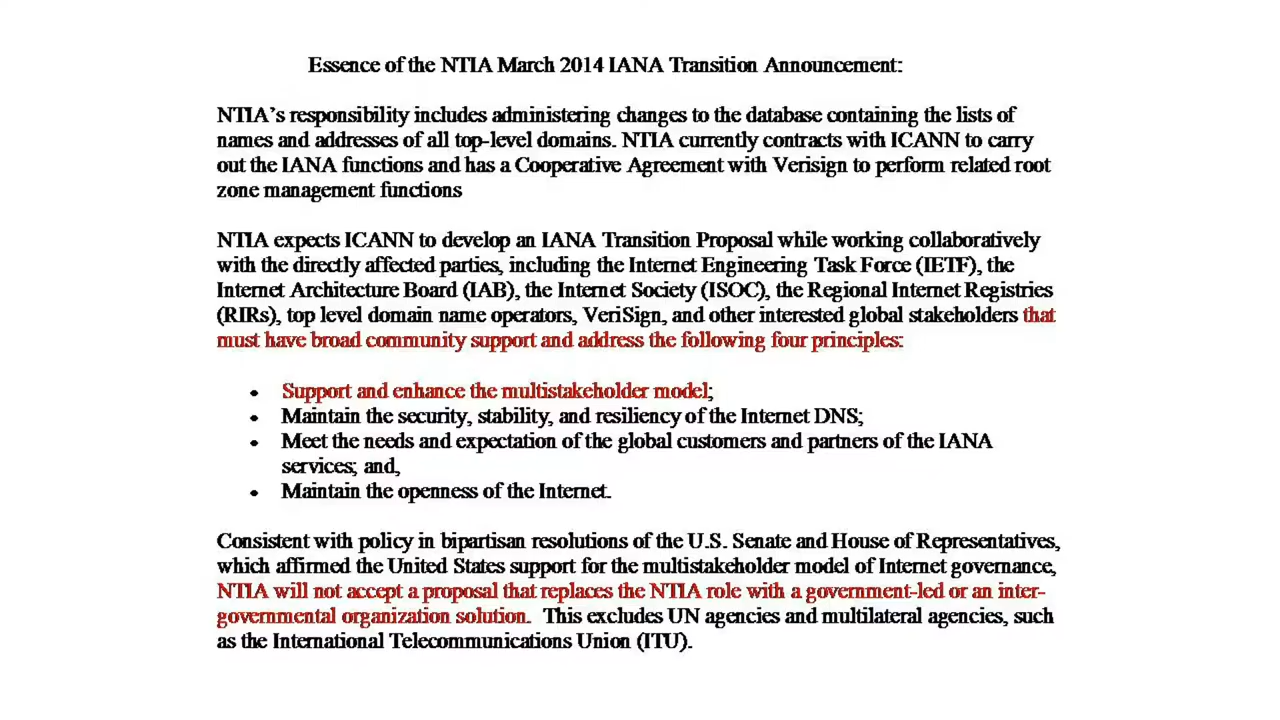 Essence of the NTIA March 2014 IANA Transition Announcement:
NTIA's responsibility includes administering changes to the database containing the lists of
names and addresses of all top-level domains. NTIA currently contracts with ICANN to carry
out the IANA functions and has a Cooperative Agreement with Verisign to perform related root
zone management functions
NTIA expects ICANN to develop an IANA Transition Proposal while working collaboratively
with the directly affected parties, including the Internet Engineering Task Force (IETF), the
Internet Architecture Board (IAB), the Internet Society (ISOC), the Regional Internet Registries
(RIRs), top level domain name operators, VeriSign, and other interested global stakeholders that
must have broad community support and address the following four principles:
• Support and enhance the multistakeholder model;
• Maintain the security, stability, and resiliency of the Internet DNS;
• Meet the needs and expectation of the global customers and partners of the IANA
services; and,
• Maintain the openness of the Internet.
Consistent with policy in bipartisan resolutions of the U.S. Senate and House of Representatives,
which affirmed the United States support for the multistakeholder model of Internet governance,
NTIA will not accept a proposal that replaces the NTIA role with a government-led or an inter-
governmental organization solution. This excludes UN agencies and multilateral agencies, such
as the International Telecommunications Union (ITU).